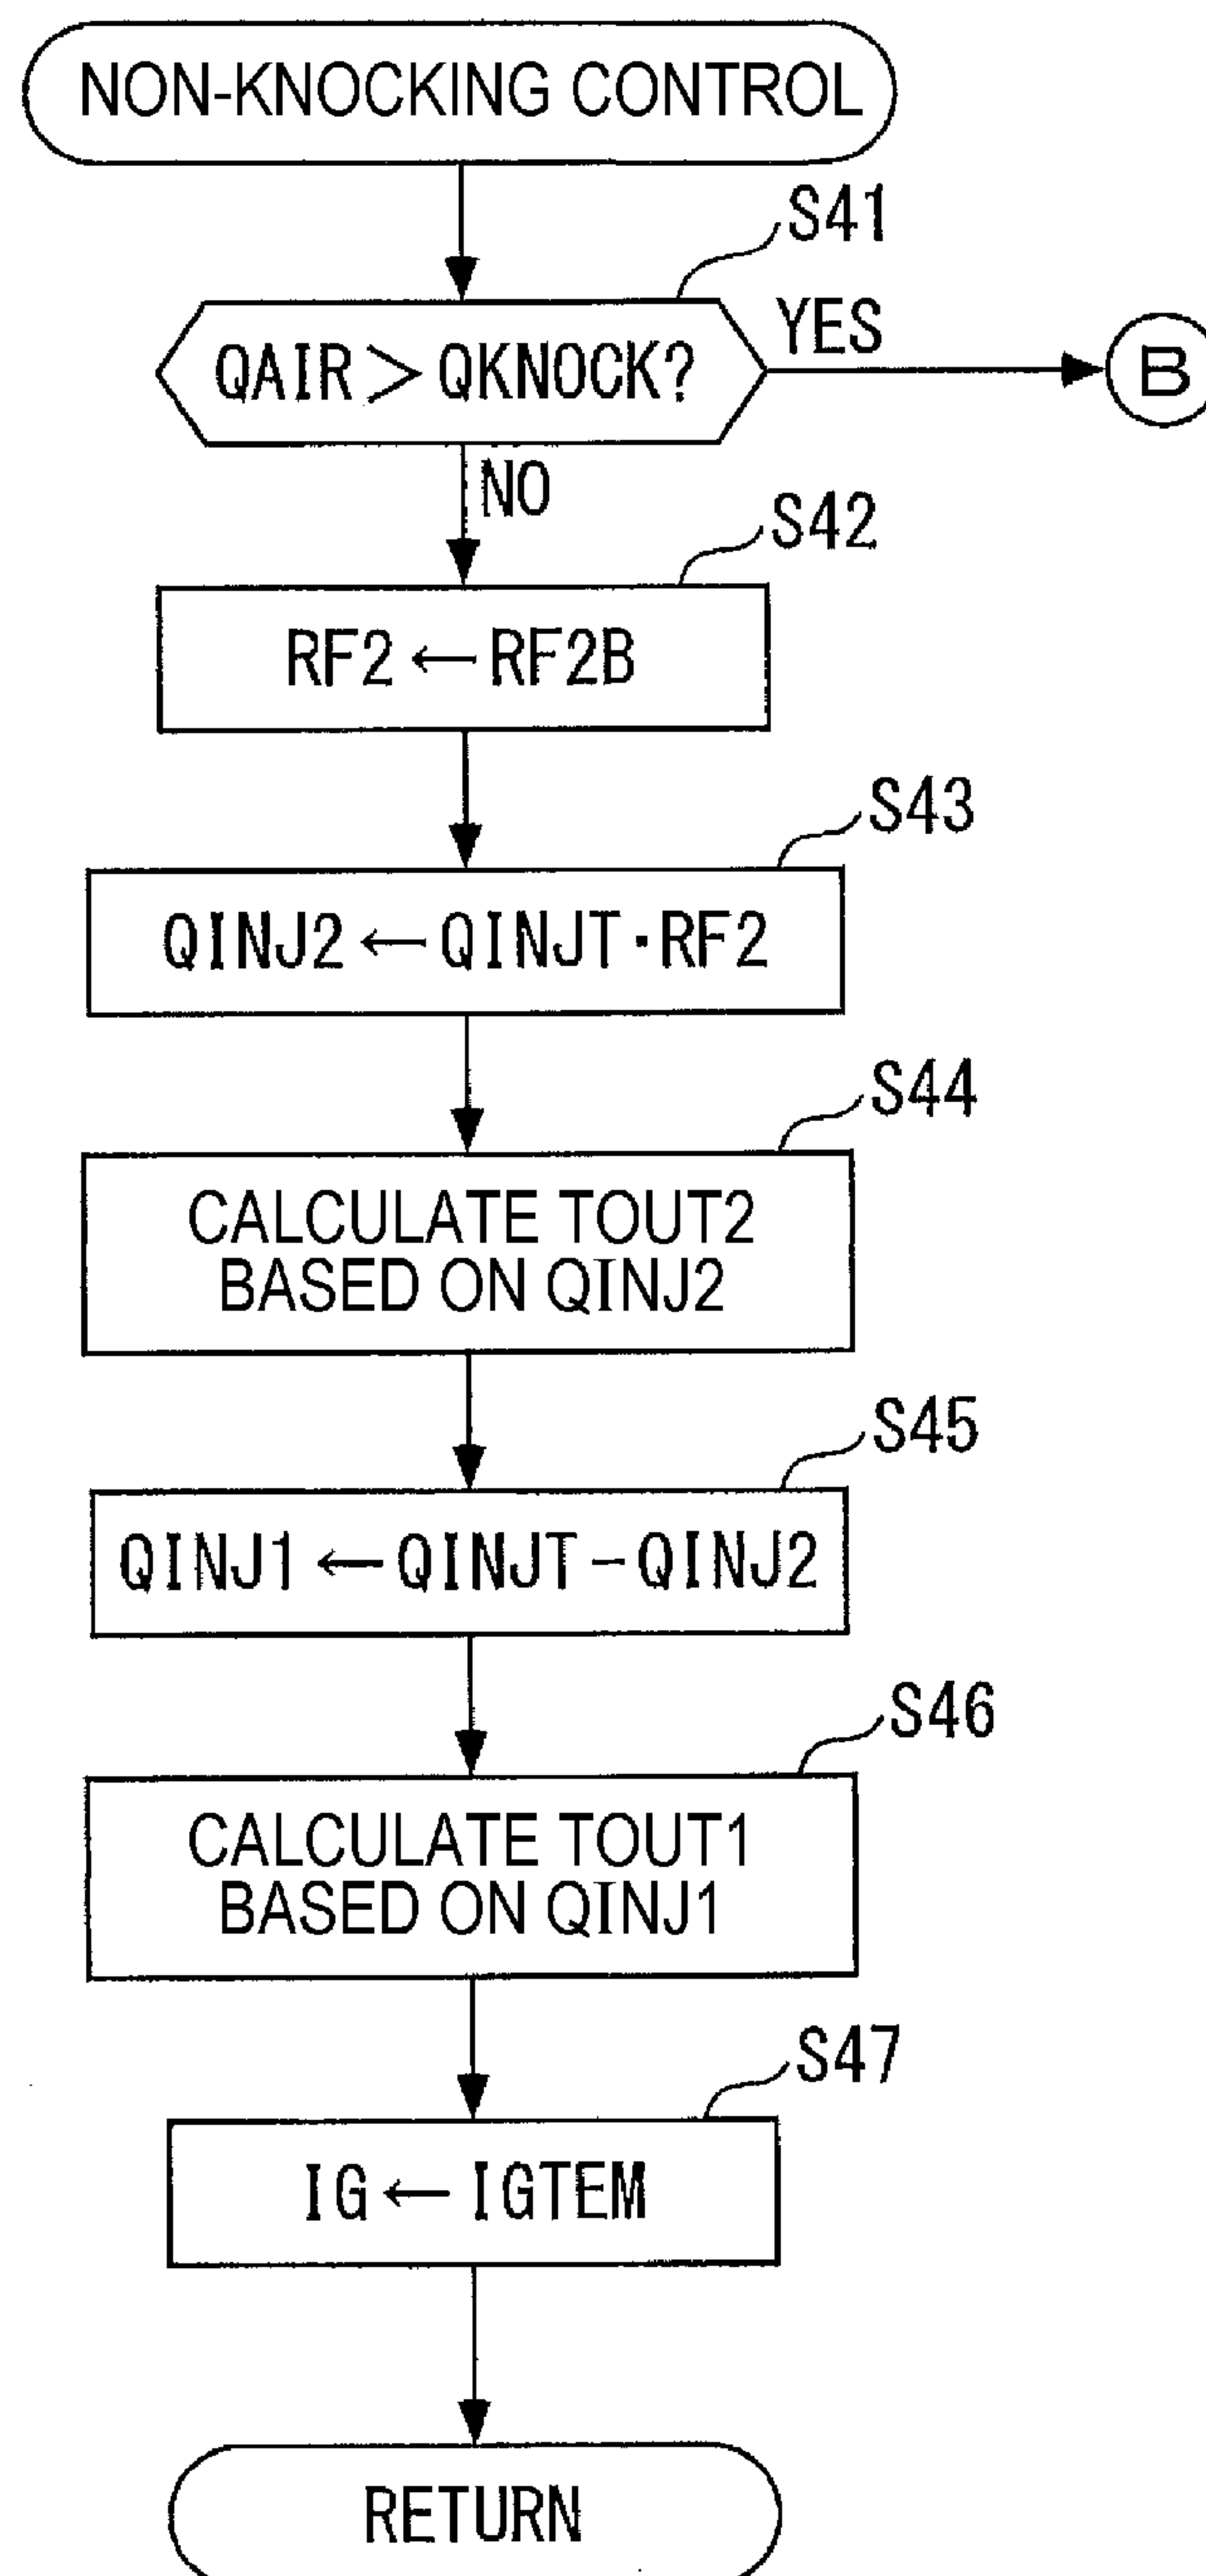 NON-KNOCKING CONTROL
S41
QAIR > QKNOCK?
YES
B
NO
S42
RF2 ← RF2B
S43
QINJ2 ← QINJT · RF2
S44
CALCULATE TOUT2
BASED ON QINJ2
S45
QINJ1 ← QINJT - QINJ2
S46
CALCULATE TOUT1
BASED ON QINJ1
S47
IG ← IGTEM
RETURN